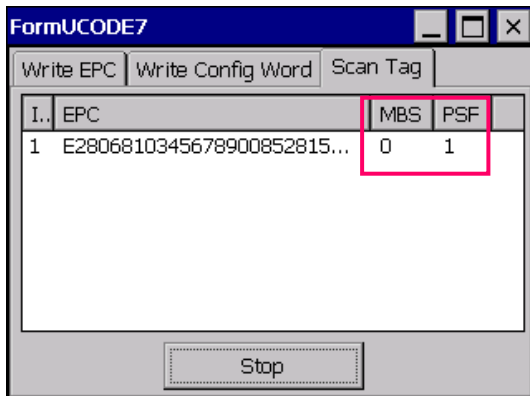 FormUCODE7
Write EPC Write Config Word Scan Tag
I.. EPC MBS PSF
1 E28068103456789008528​15... 0 1
Stop